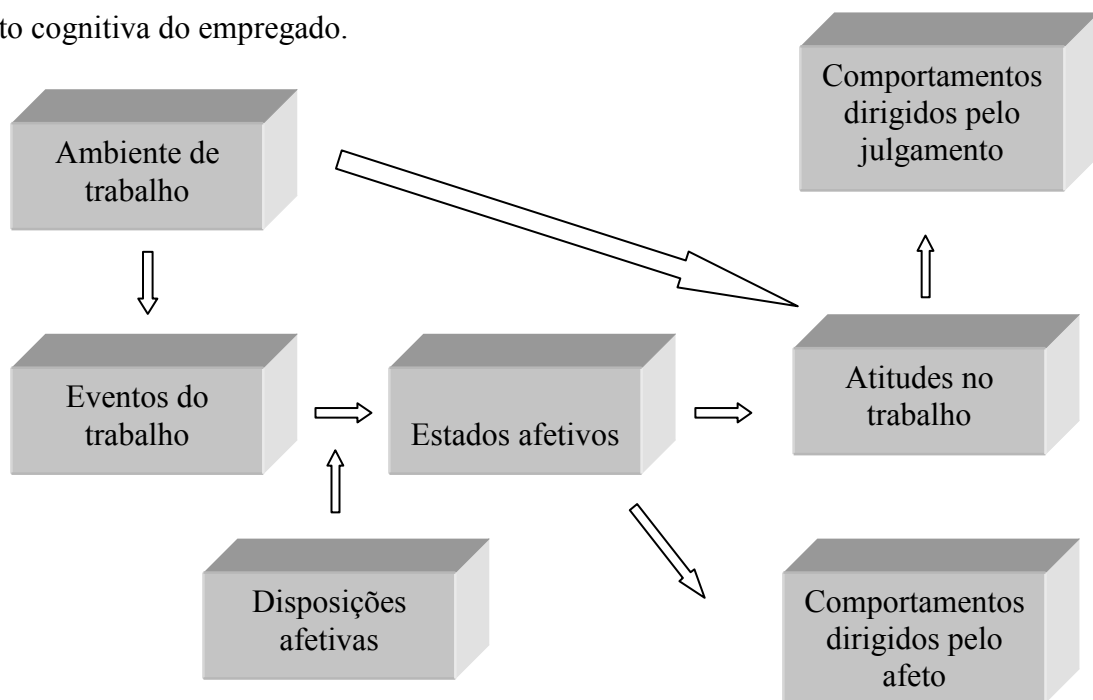 to cognitiva do empregado.
Comportamentos
dirigidos pelo
julgamento
Ambiente de
trabalho
Eventos do
trabalho
Estados afetivos
Atitudes no
trabalho
Disposições
afetivas
Comportamentos
dirigidos pelo
afeto